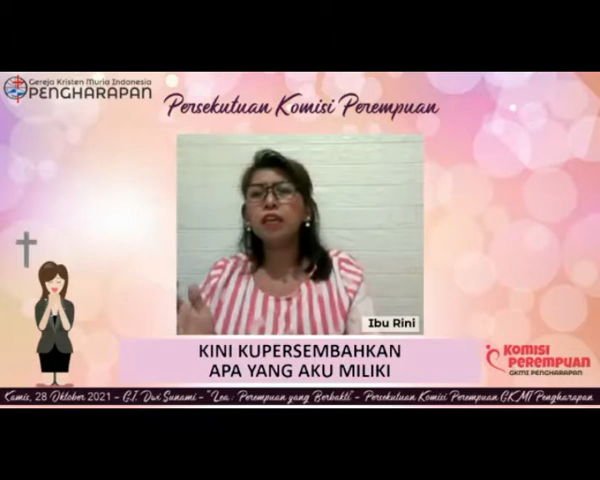 Gereja Kristen Muria Indonesia
PENGHARAPAN
Persekutuan Komisi Perempuan
Ibu Rini
KINI KUPERSEMBAHKAN
APA YANG AKU MILIKI
KOMISI
PEREMPUAN
GKMI PENGHARAPAN
Kamis, 28 Oktober 2021 - G.I. Dwi Sunami - "Lea : Perempuan yang Berbakti" - Persekutuan Komisi Perempuan GKMI Pengharapan